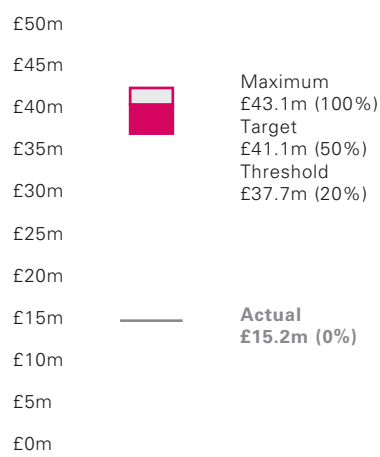 £50m
£45m
£40m
£35m
£30m
£25m
£20m
£15m
£10m
£5m
£0m
Maximum
£43.1m (100%)
Target
£41.1m (50%)
Threshold
£37.7m (20%)
Actual
£15.2m (0%)